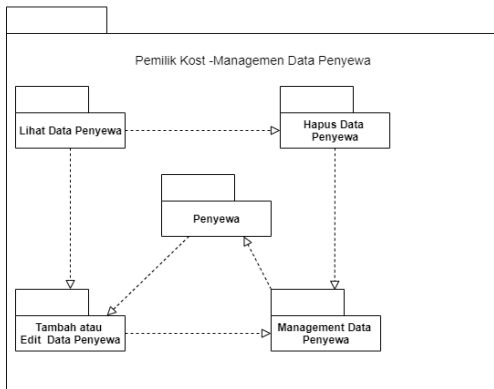 Pemilik Kost -Managemen Data Penyewa
Lihat Data Penyewa
Hapus Data
Penyewa
Penyewa
Tambah atau
Edit Data Penyewa
Management Data
Penyewa